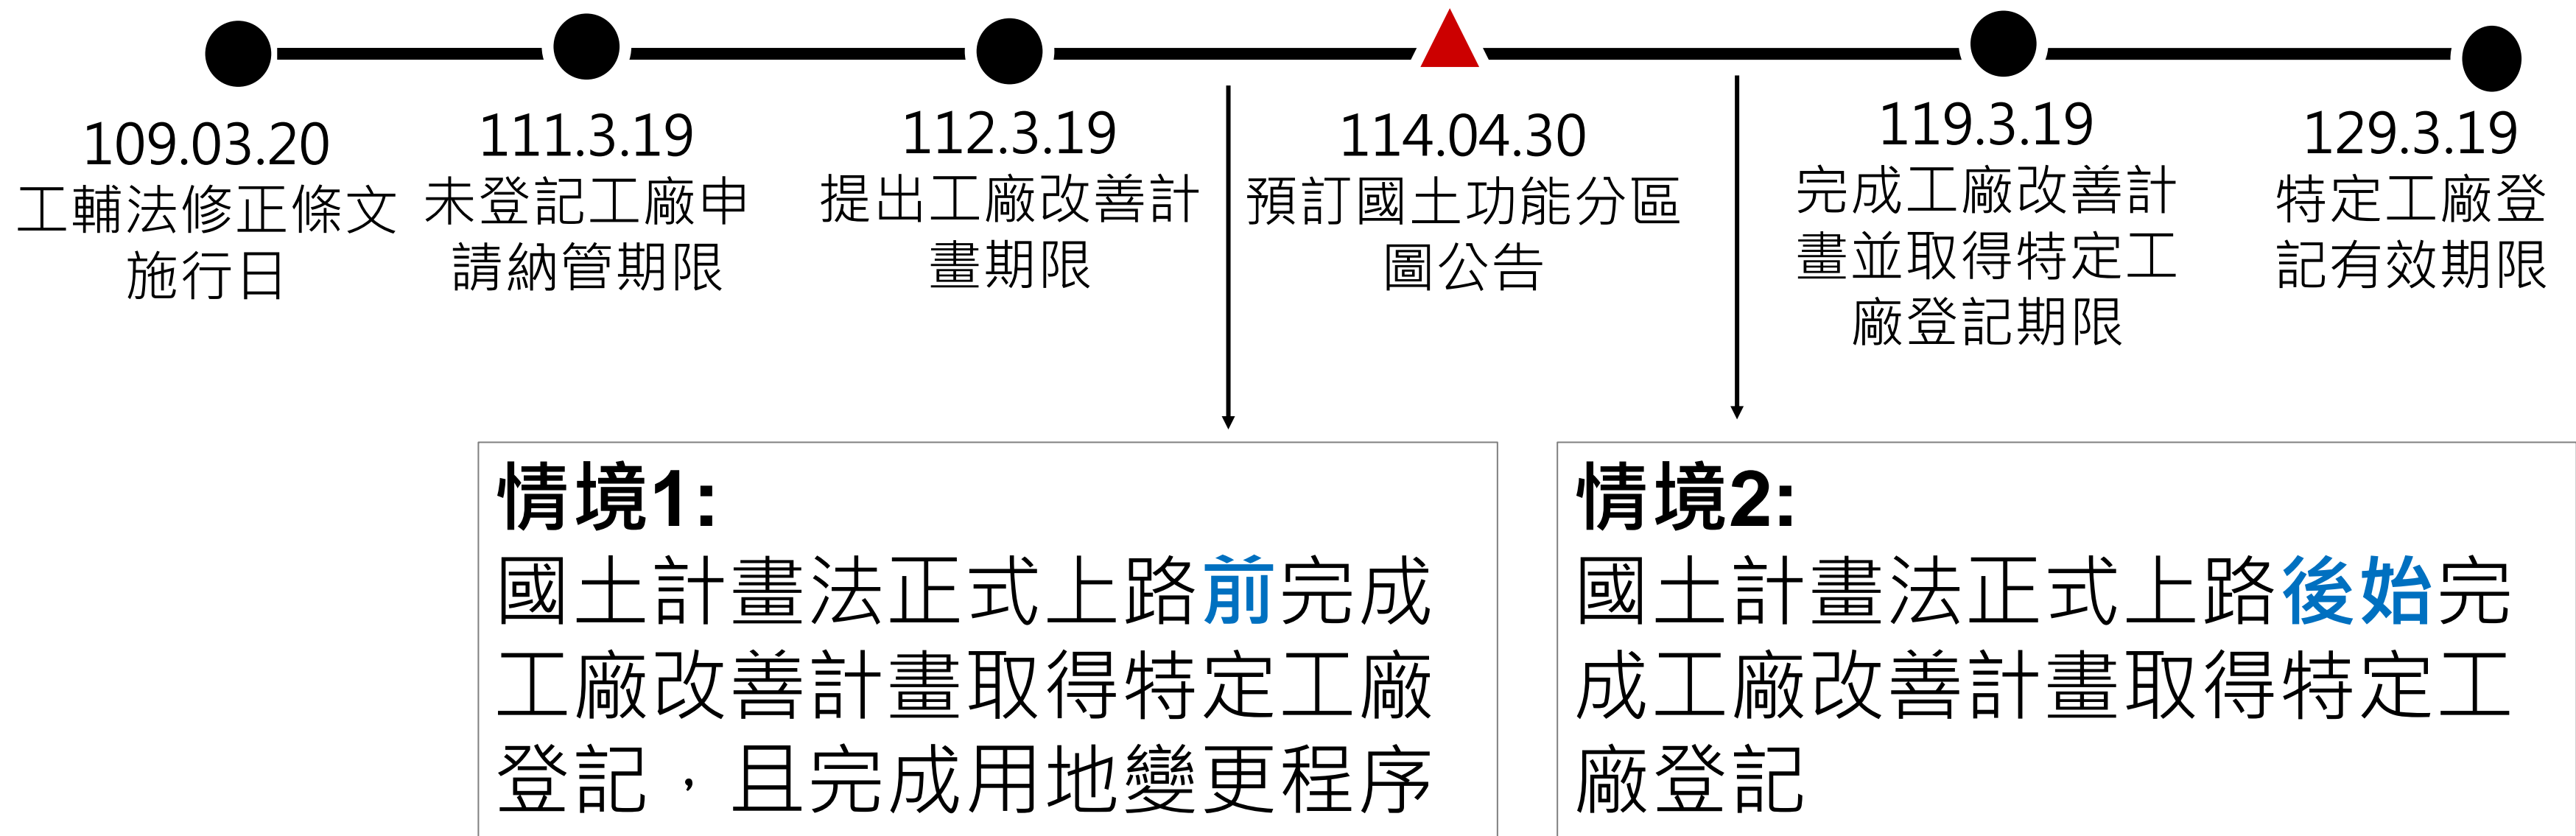 109.03.20
工輔法修正條文
施行日
111.3.19
未登記工廠申
請納管期限
112.3.19
提出工廠改善計
畫期限
114.04.30
預訂國土功能分區
圖公告
119.3.19
完成工廠改善計
畫並取得特定工
廠登記期限
129.3.19
特定工廠登
記有效期限
情境1:
國土計畫法正式上路前完成
工廠改善計畫取得特定工廠
登記，且完成用地變更程序
情境2:
國土計畫法正式上路後始完
成工廠改善計畫取得特定工
廠登記